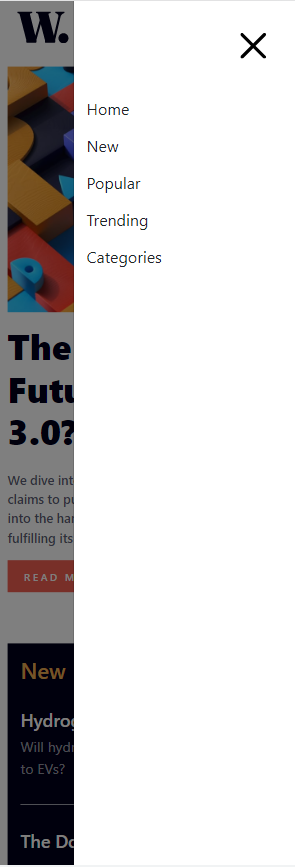 W.
Home
New
Popular
Trending
Categories
The
Futu
3.0?
We dive int
claims to pu
into the har
fulfilling its
READ M
New
Hydrog
Will hydr
to EVs?
The Do